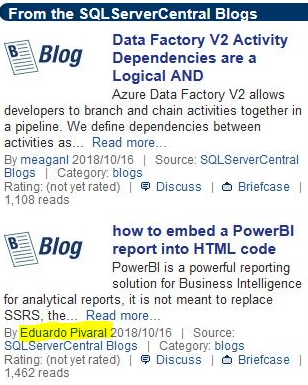 From the SQLServerCentral Blogs
Blog
Data Factory V2 Activity
Dependencies are a
Logical AND
Azure Data Factory V2 allows
developers to branch and chain activities together in
a pipeline. We define dependencies between
activities as... Read more...
By meaganl 2018/10/16 | Source: SQLServerCentral
Blogs | Category: blogs
Rating: (not yet rated) | Discuss | Briefcase |
1,108 reads
Blog
how to embed a PowerBI
report into HTML code
PowerBI is a powerful reporting
solution for Business Intelligence
for analytical reports, it is not meant to replace
SSRS, the... Read more...
By Eduardo Pivaral 2018/10/16 | Source:
SQLServerCentral Blogs | Category: blogs
Rating: (not yet rated) | Discuss | Briefcase |
1,462 reads